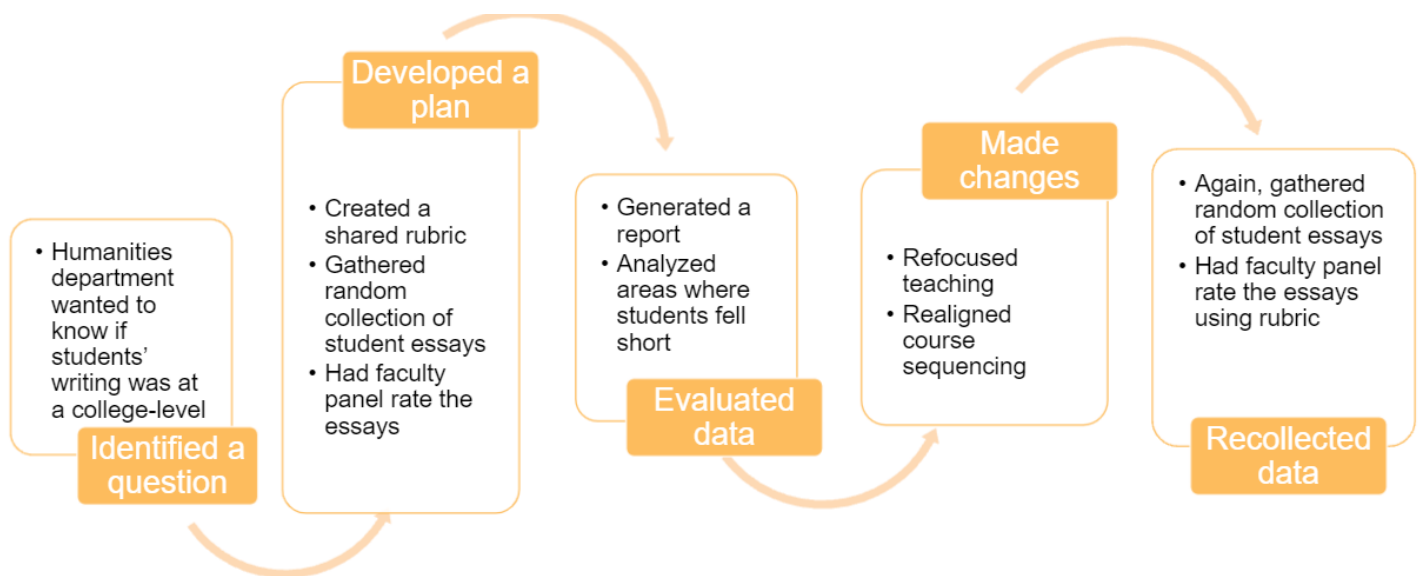 • Humanities
department
wanted to
know if
students’
writing was at
a college-level
Identified a
question
Developed a
plan
• Created a
shared rubric
• Gathered
random
collection of
student essays
• Had faculty
panel rate the
essays
• Generated a
report
• Analyzed
areas where
students fell
short
Evaluated
data
Made
changes
• Refocused
teaching
• Realigned
course
sequencing
• Again, gathered
random collection
of student essays
• Had faculty panel
rate the essays
using rubric
Recollected
data